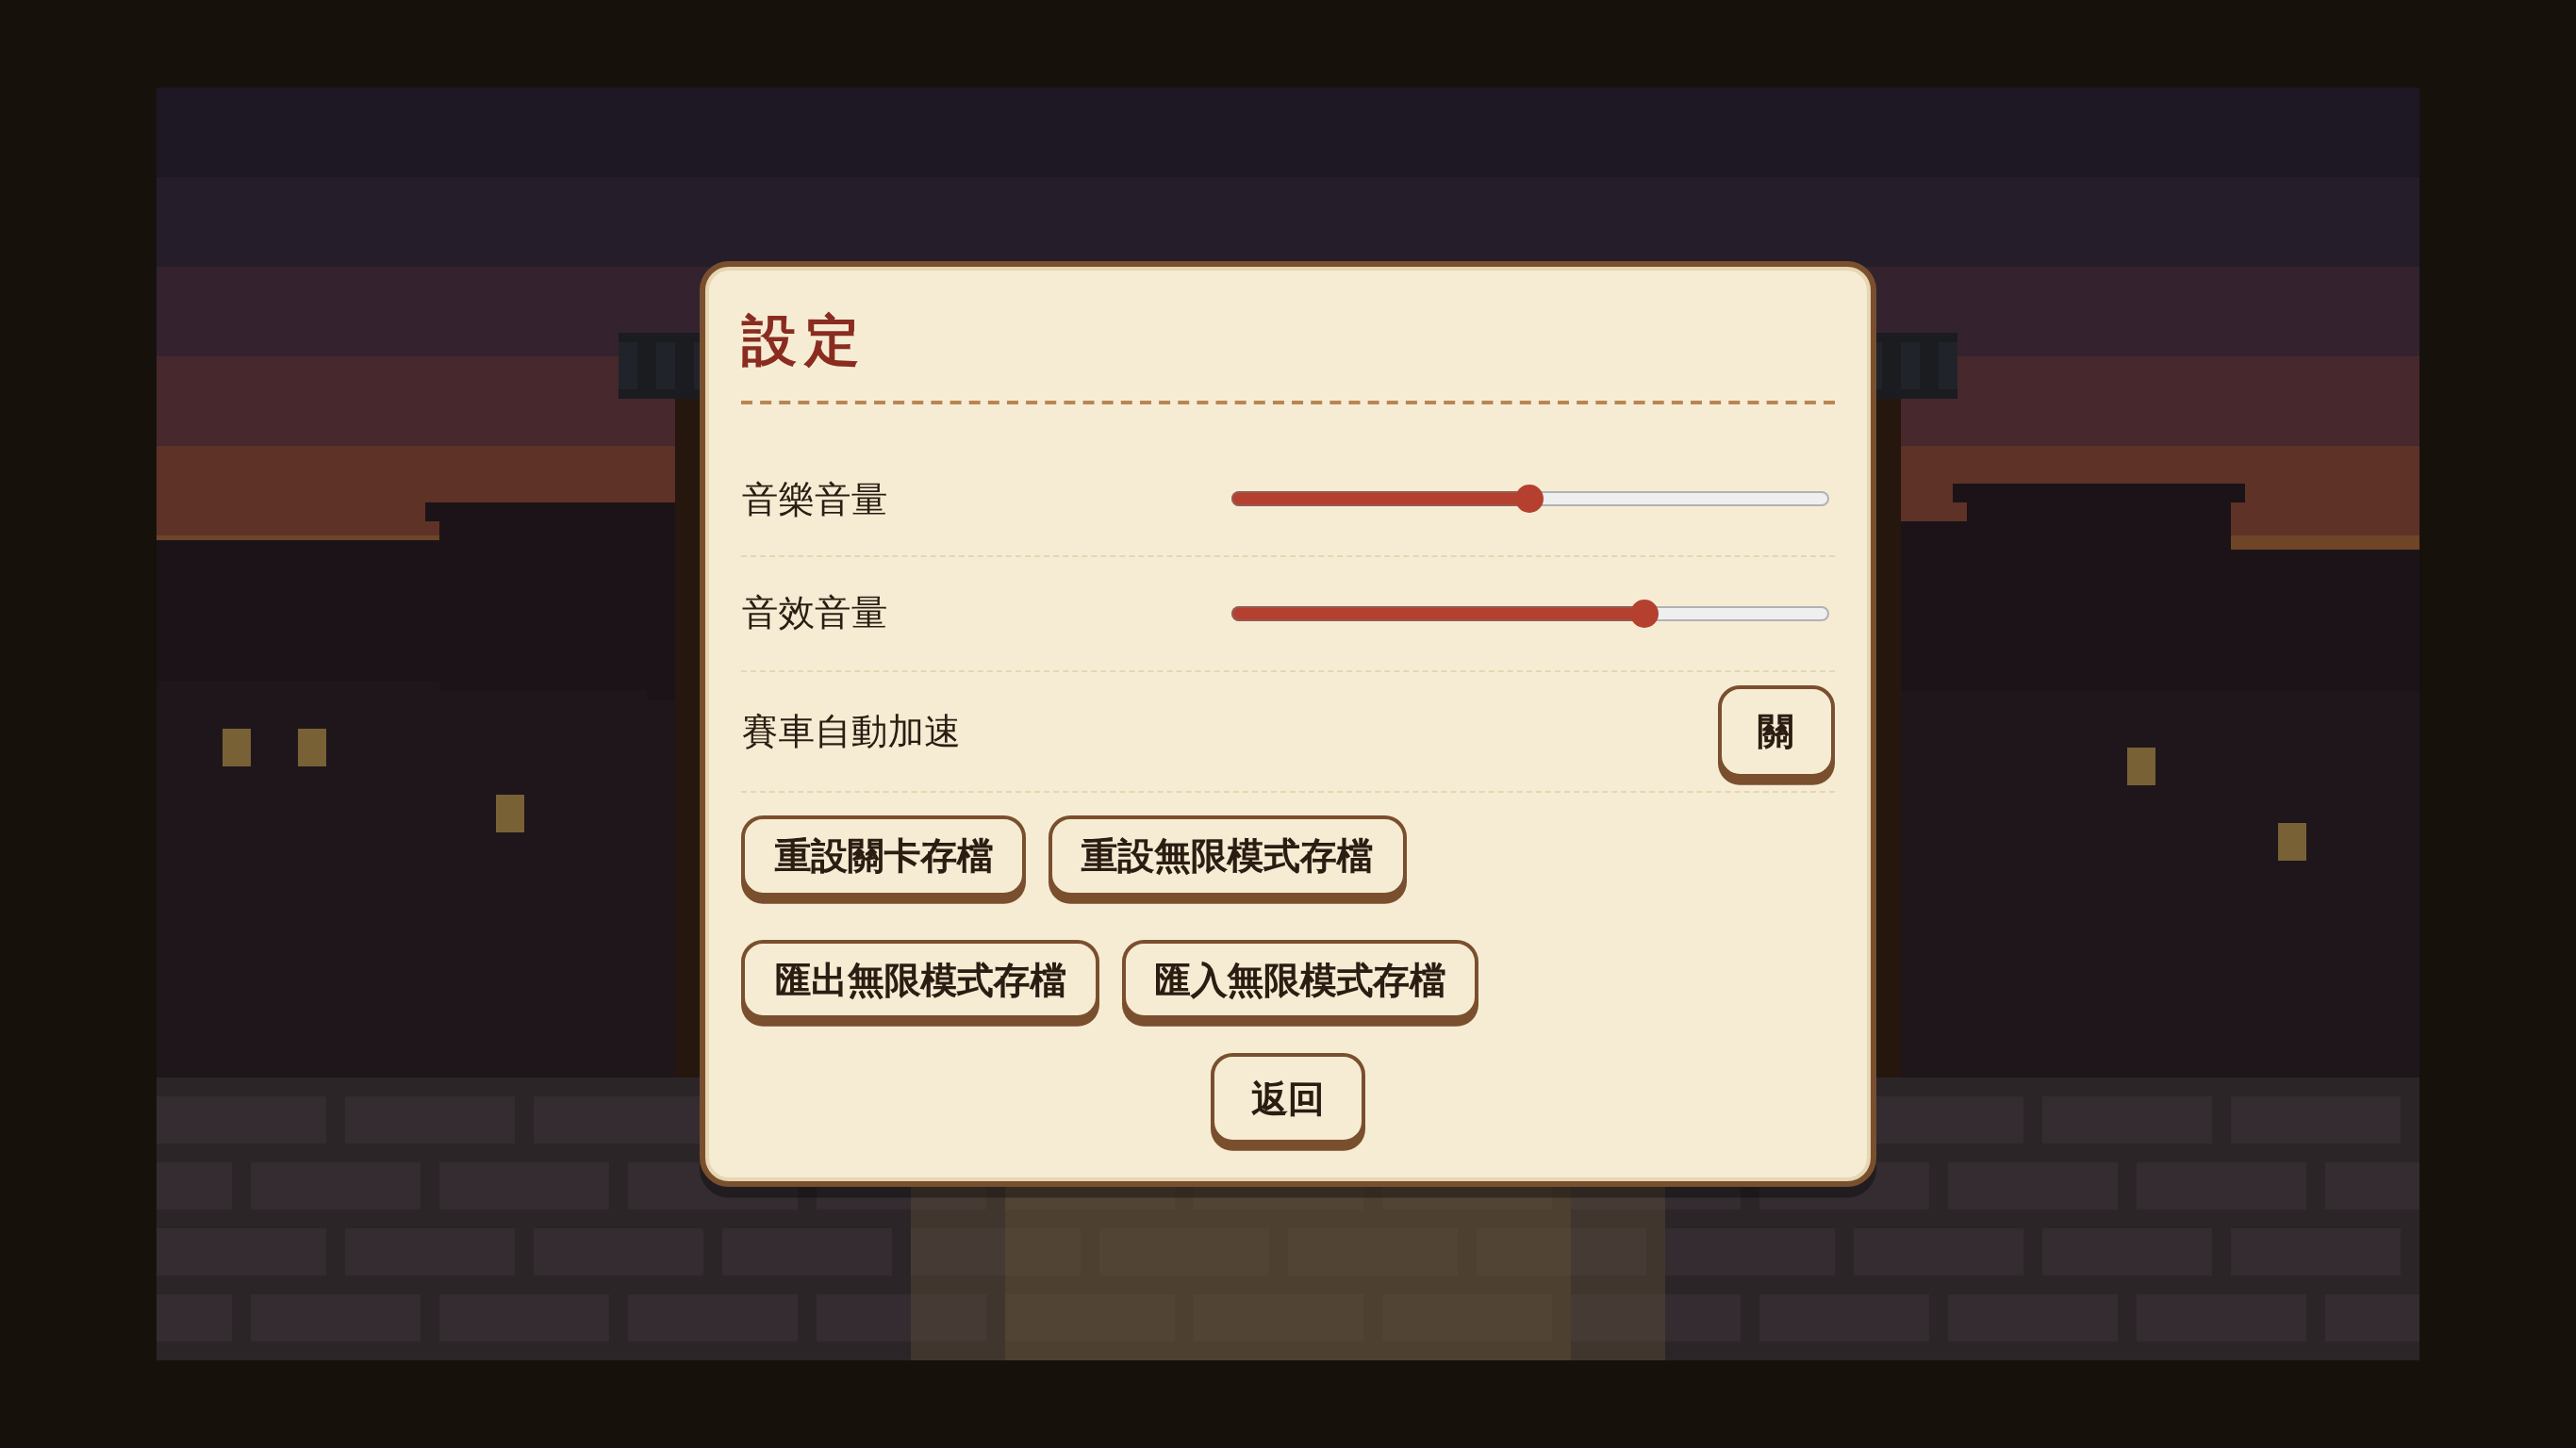 設定
音樂音量
音效音量
賽車自動加速 關
重設關卡存檔 重設無限模式存檔
匯出無限模式存檔 匯入無限模式存檔
返回